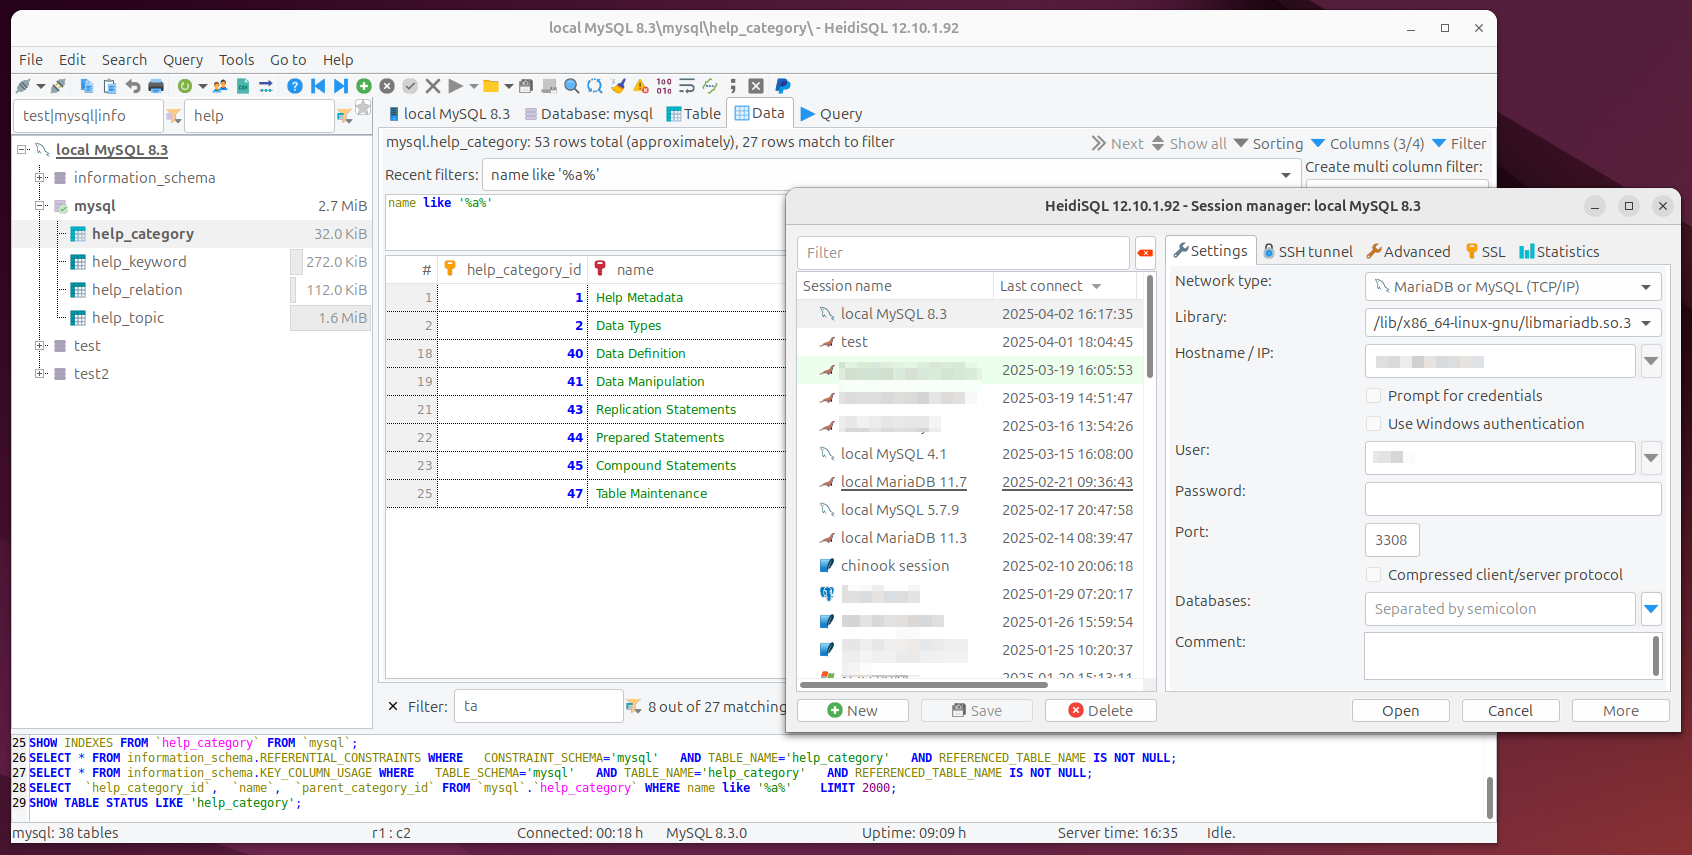 local MySQL 8.3\mysql\help_category\ - HeidiSQL 12.10.1.92
File Edit Search Query Tools Go to Help
test|mysql|info help
local MySQL 8.3
information_schema
mysql 2.7 MiB
help_category 32.0 KiB
help_keyword 272.0 KiB
help_relation 112.0 KiB
help_topic 1.6 MiB
test
test2
local MySQL 8.3 Database: mysql Table Data Query
mysql.help_category: 53 rows total (approximately), 27 rows match to filter
Next Show all Sorting Columns (3/4) Filter
Recent filters: name like '%a%' Create multi column filter:
name like '%a%'
# help_category_id name
1 1 Help Metadata
2 2 Data Types
18 40 Data Definition
19 41 Data Manipulation
21 43 Replication Statements
22 44 Prepared Statements
23 45 Compound Statements
25 47 Table Maintenance
× Filter: ta 8 out of 27 matching
HeidiSQL 12.10.1.92 - Session manager: local MySQL 8.3
Filter
Session name Last connect
local MySQL 8.3 2025-04-02 16:17:35
test 2025-04-01 18:04:45
2025-03-19 16:05:53
2025-03-19 14:51:47
2025-03-16 13:54:26
local MySQL 4.1 2025-03-15 16:08:00
local MariaDB 11.7 2025-02-21 09:36:43
local MySQL 5.7.9 2025-02-17 20:47:58
local MariaDB 11.3 2025-02-14 08:39:47
chinook session 2025-02-10 20:06:18
2025-01-29 07:20:17
2025-01-26 15:59:54
2025-01-25 10:20:37
2025-01-20 15:13:11
New Save Delete
Settings SSH tunnel Advanced SSL Statistics
Network type: MariaDB or MySQL (TCP/IP)
Library: /lib/x86_64-linux-gnu/libmariadb.so.3
Hostname / IP:
Prompt for credentials
Use Windows authentication
User:
Password:
Port: 3308
Compressed client/server protocol
Databases: Separated by semicolon
Comment:
Open Cancel More
25 SHOW INDEXES FROM `help_category` FROM `mysql`;
26 SELECT * FROM information_schema.REFERENTIAL_CONSTRAINTS WHERE CONSTRAINT_SCHEMA='mysql' AND TABLE_NAME='help_category' AND REFERENCED_TABLE_NAME IS NOT NULL;
27 SELECT * FROM information_schema.KEY_COLUMN_USAGE WHERE TABLE_SCHEMA='mysql' AND TABLE_NAME='help_category' AND REFERENCED_TABLE_NAME IS NOT NULL;
28 SELECT `help_category_id`, `name`, `parent_category_id` FROM `mysql`.`help_category` WHERE name like '%a%' LIMIT 2000;
29 SHOW TABLE STATUS LIKE 'help_category';
mysql: 38 tables r1 : c2 Connected: 00:18 h MySQL 8.3.0 Uptime: 09:09 h Server time: 16:35 Idle.